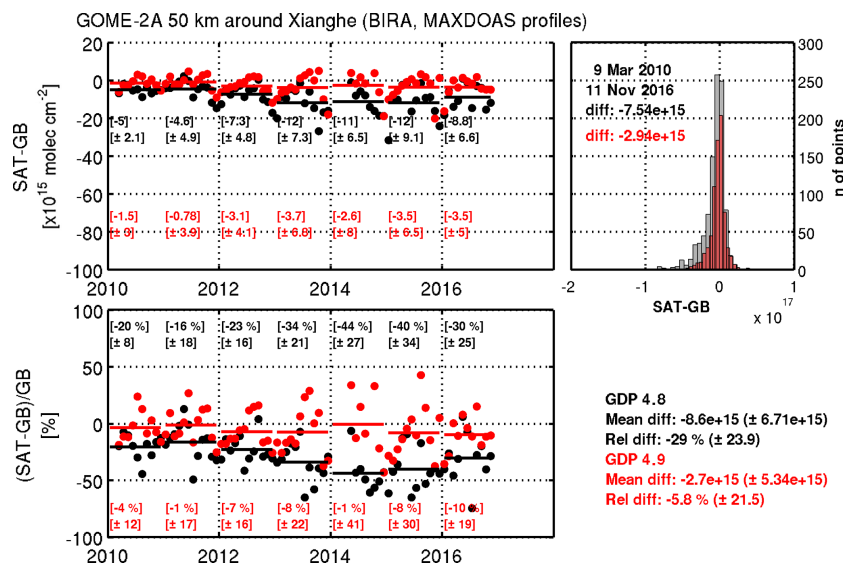 GOME-2A 50 km around Xianghe (BIRA, MAXDOAS profiles)
SAT-GB
[x10^15 molec cm^-2]
20
0
-20
-40
-60
-80
-100
[-5] [-4.6] [-7.3] [-12] [-11] [-12] [-8.8]
[± 2.1] [± 4.9] [± 4.8] [± 7.3] [± 6.5] [± 9.1] [± 6.6]
[-1.5] [-0.78] [-3.1] [-3.7] [-2.6] [-3.5] [-3.5]
[± 3.9] [± 4.1] [± 6.8] [± 8] [± 6.5] [± 5]
2010 2012 2014 2016
9 Mar 2010
11 Nov 2016
diff: -7.54e+15
diff: -2.94e+15
300
250
200
150
100
50
0
n of points
-2 -1 0 1
SAT-GB
x 10^17
(SAT-GB)/GB
[%]
100
50
0
-50
-100
[-20 %] [-16 %] [-23 %] [-34 %] [-44 %] [-40 %] [-30 %]
[± 8] [± 18] [± 16] [± 21] [± 27] [± 34] [± 25]
[-4 %] [-1 %] [-7 %] [-8 %] [-1 %] [-8 %] [-10 %]
[± 12] [± 17] [± 16] [± 22] [± 41] [± 30] [± 19]
2010 2012 2014 2016
GDP 4.8
Mean diff: -8.6e+15 (± 6.71e+15)
Rel diff: -29 % (± 23.9)
GDP 4.9
Mean diff: -2.7e+15 (± 5.34e+15)
Rel diff: -5.8 % (± 21.5)